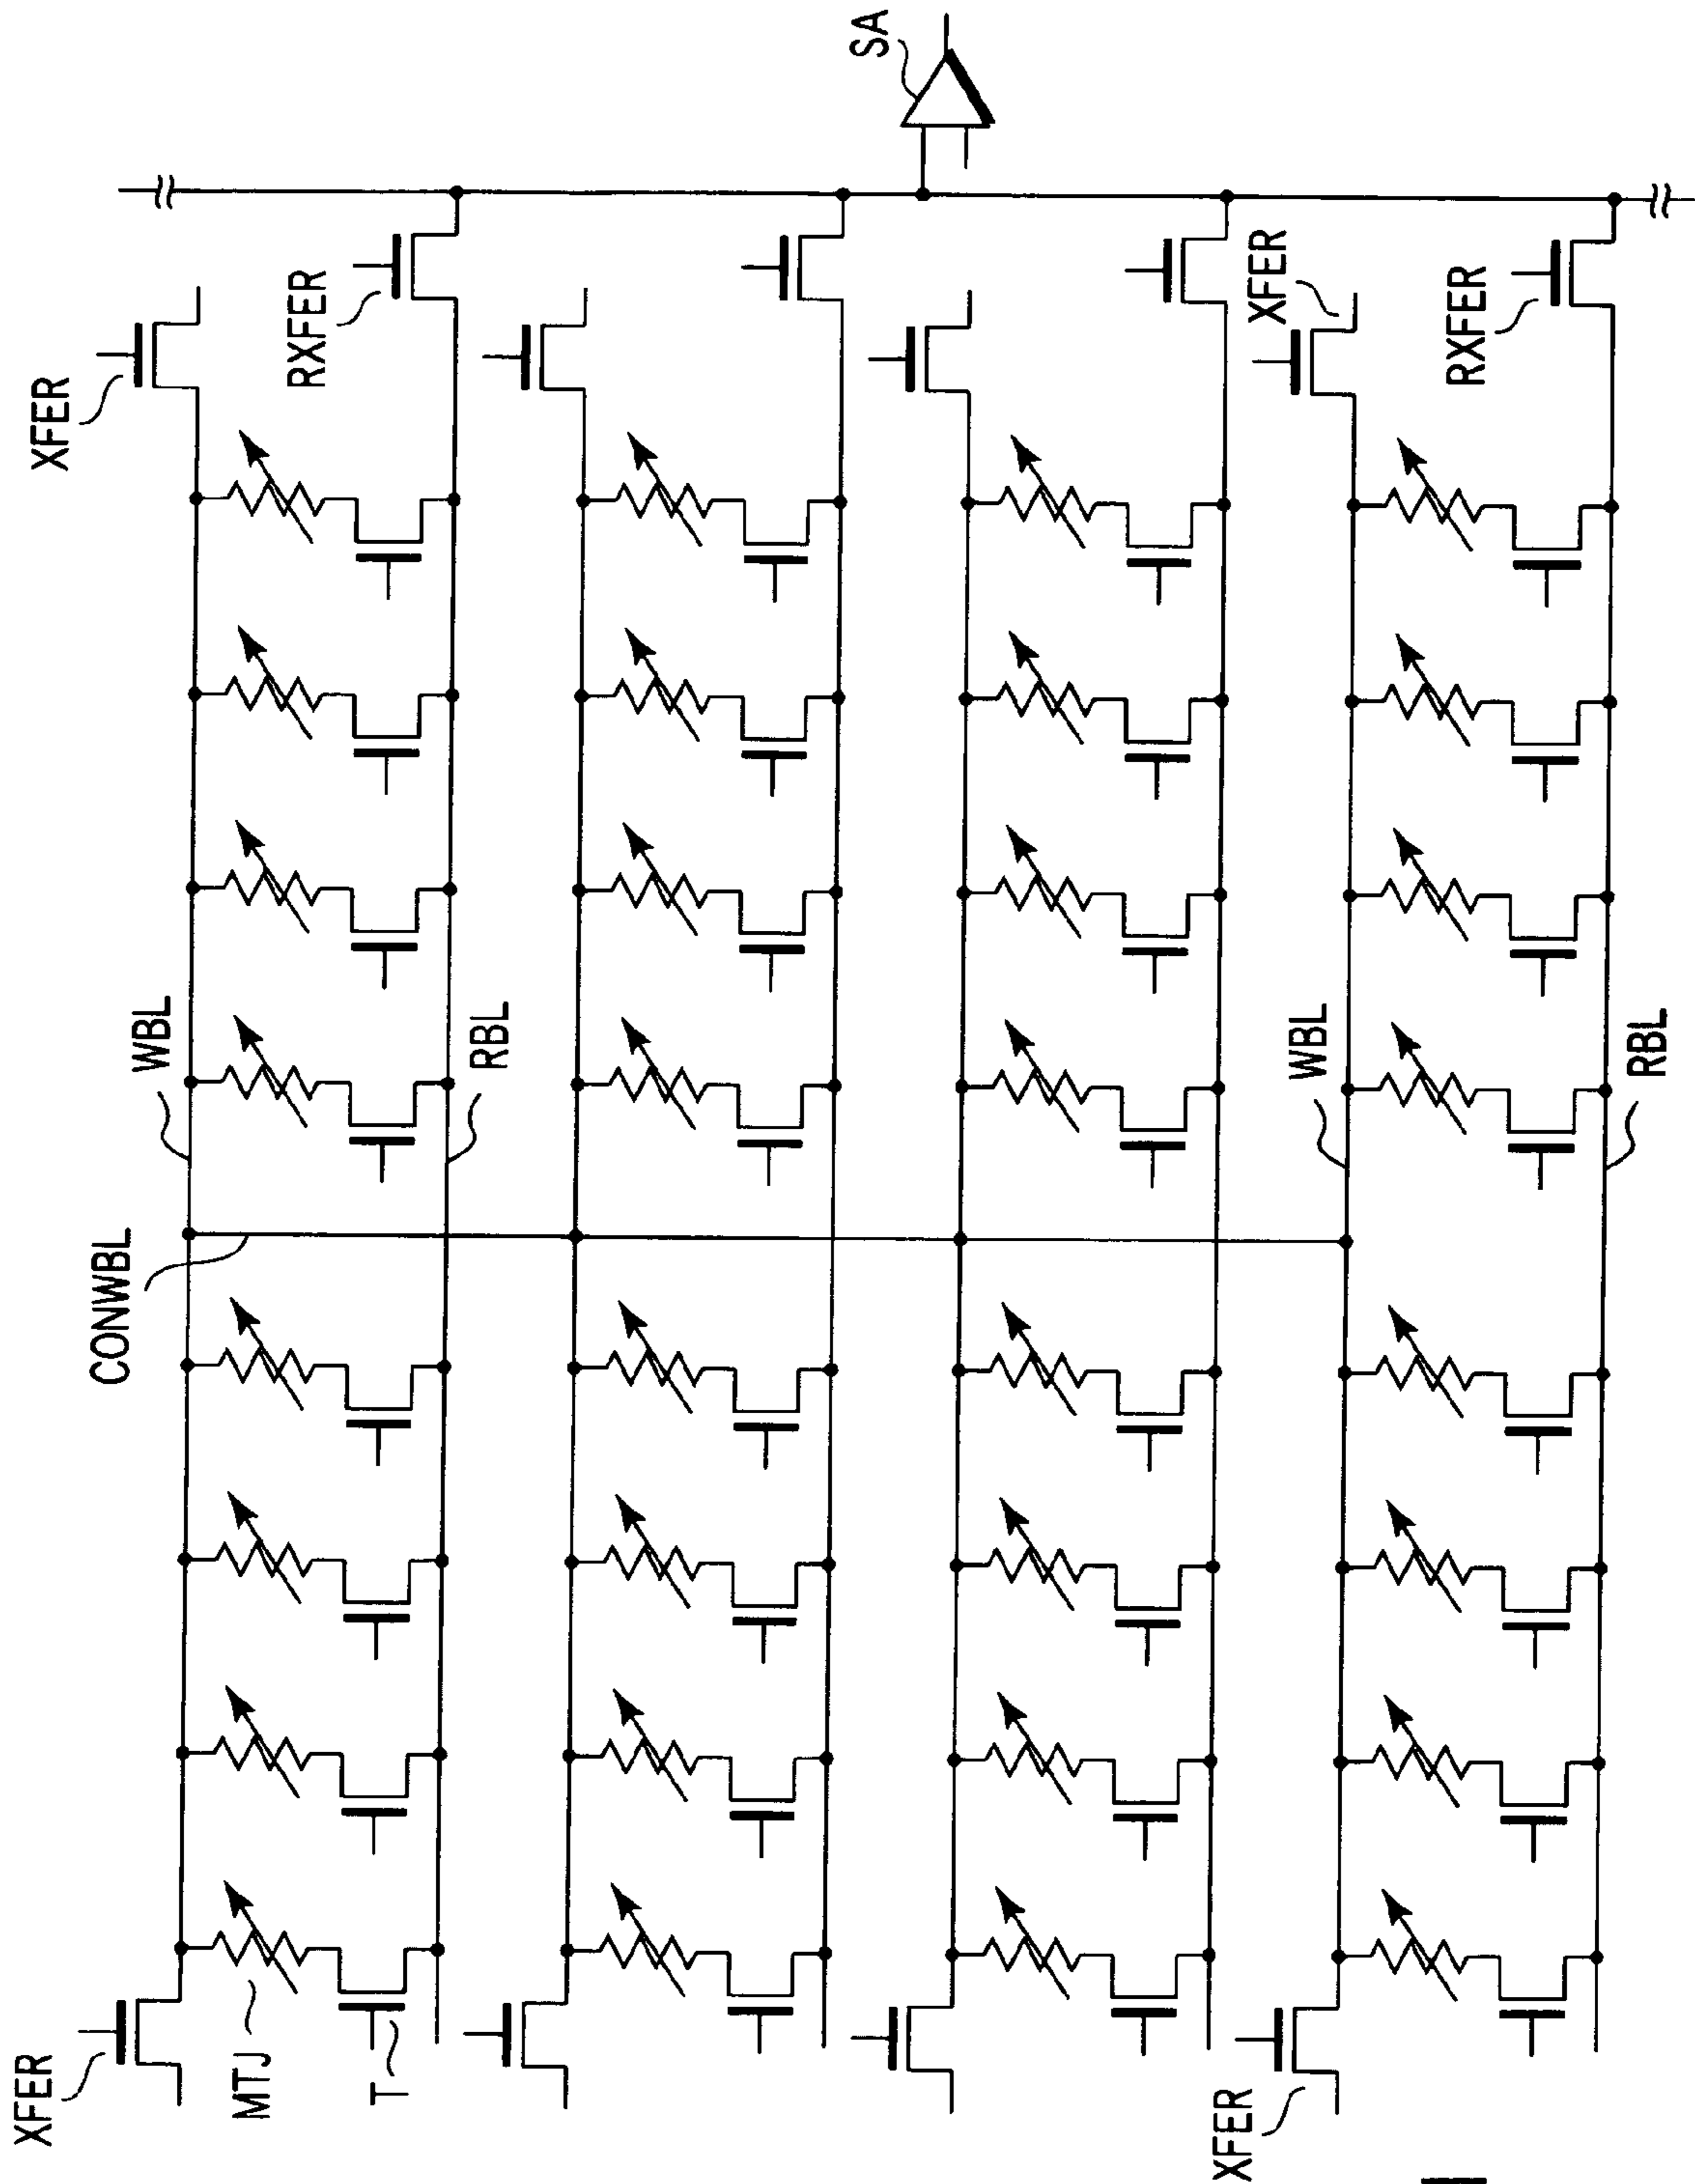 SA
XFER
RXFER
XFER
RXFER
WBL
RBL
WBL
RBL
CONWBL
XFER
MTJ
T
XFER